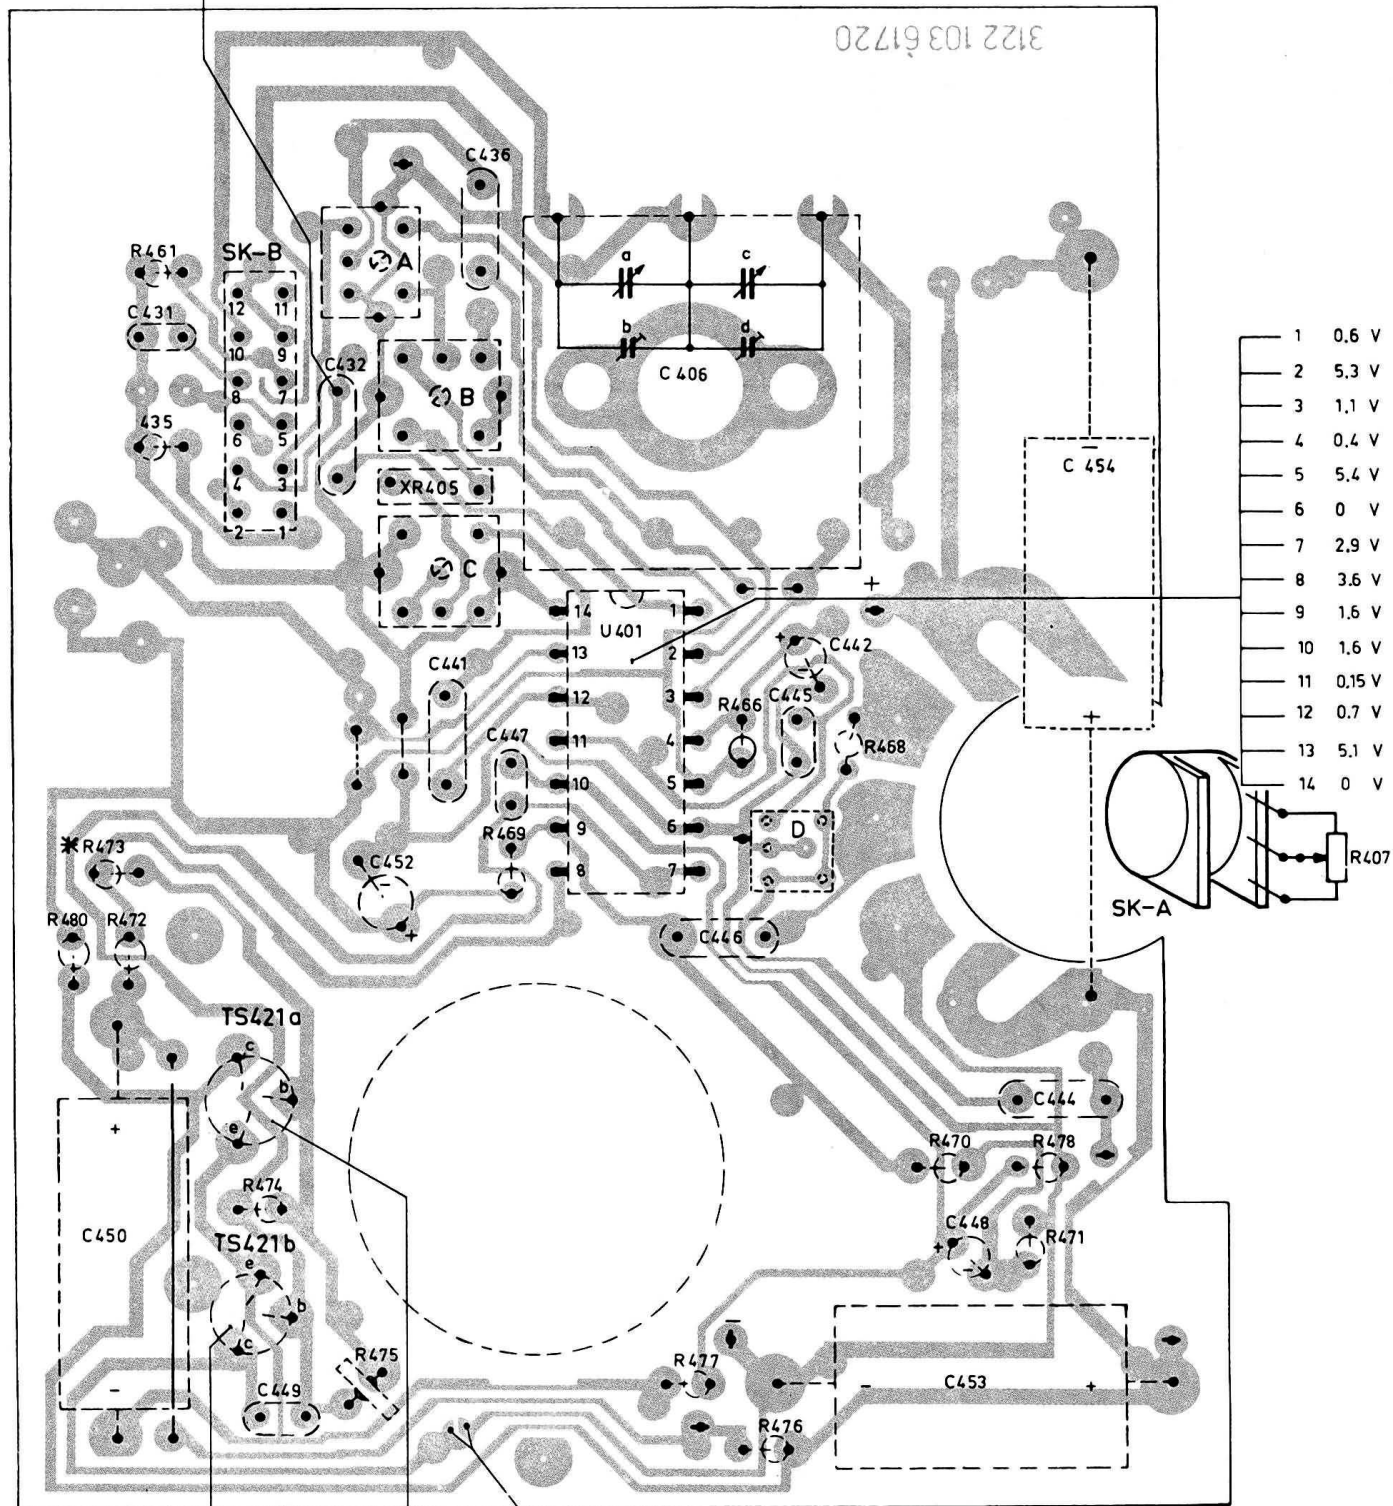 3122 103 61720
C436
SK-B
R461
A
12 11
C431
10 9
a c
b d
C432
C 406
8 7
B
435
6 5
4 3
XR405
2 1
C
+
- C 454 +
1 0.6 V
2 5.3 V
3 1.1 V
4 0.4 V
5 5.4 V
6 0 V
7 2.9 V
8 3.6 V
9 1.6 V
10 1.6 V
11 0.15 V
12 0.7 V
13 5.1 V
14 0 V
14 1
U401
13 2
12 3
11 4
10 5
9 6
8 7
+ C442 -
C441
R466
C445
R468
C447
D
R469
R473
C452
- +
R407
SK-A
R480 R472
C446
TS421a
c
b
e
+
C444
R470 R478
R474
C450
C448
+ -
R471
TS421b
e
b
c
R475
-
R477
- C453 +
C449
R476
-